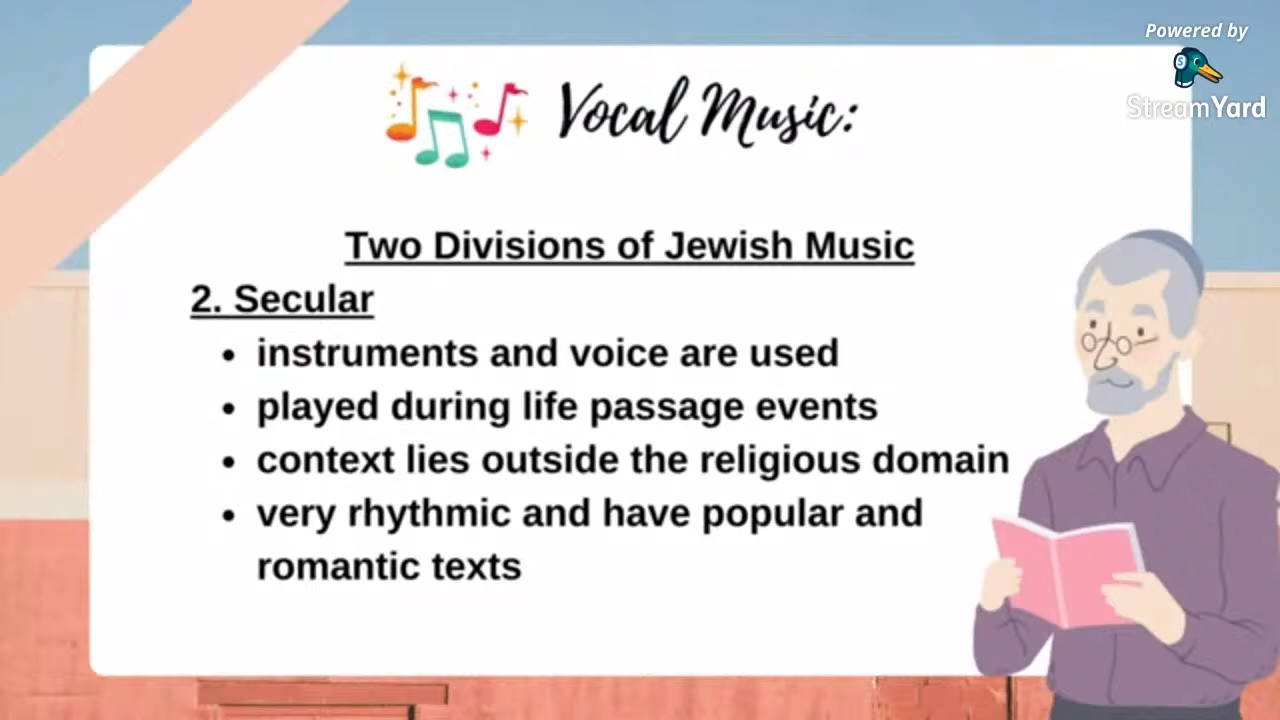 Powered by
StreamYard
Vocal Music:
Two Divisions of Jewish Music
2. Secular
• instruments and voice are used
• played during life passage events
• context lies outside the religious domain
• very rhythmic and have popular and
romantic texts